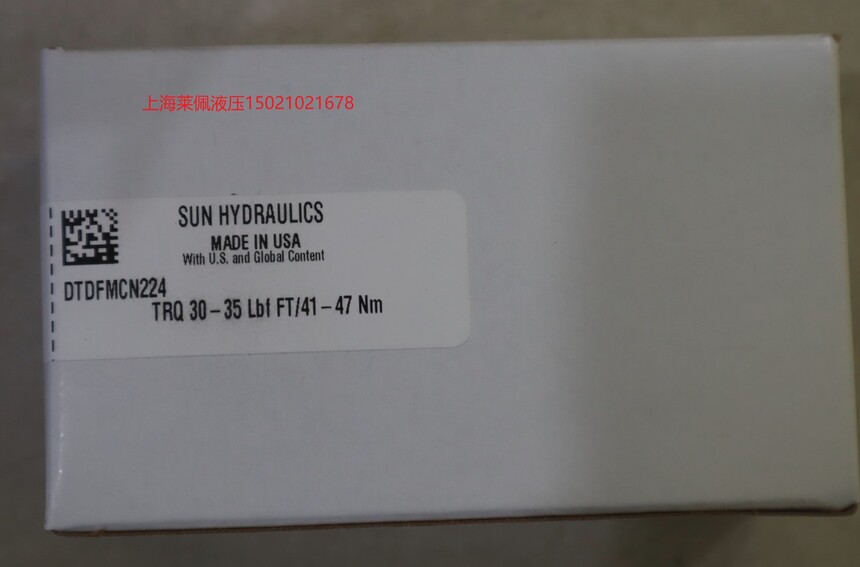 上海莱佩液压15021021678
SUN HYDRAULICS
MADE IN USA
With U.S. and Global Content
DTDFMCN224
TRQ 30-35 Lbf FT/41-47 Nm